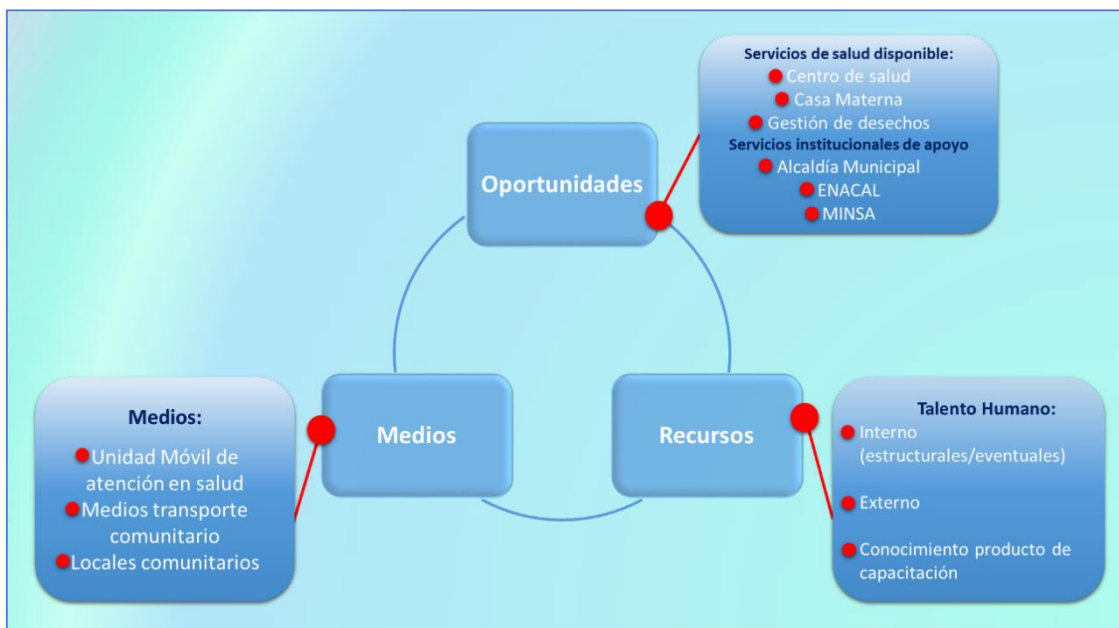 Servicios de salud disponible:
Centro de salud
Casa Materna
Gestión de desechos
Servicios institucionales de apoyo
Alcaldía Municipal
ENACAL
MINSA
Oportunidades
Medios
Recursos
Medios:
Unidad Móvil de
atención en salud
Medios transporte
comunitario
Locales comunitarios
Talento Humano:
Interno
(estructurales/eventuales)
Externo
Conocimiento producto de
capacitación